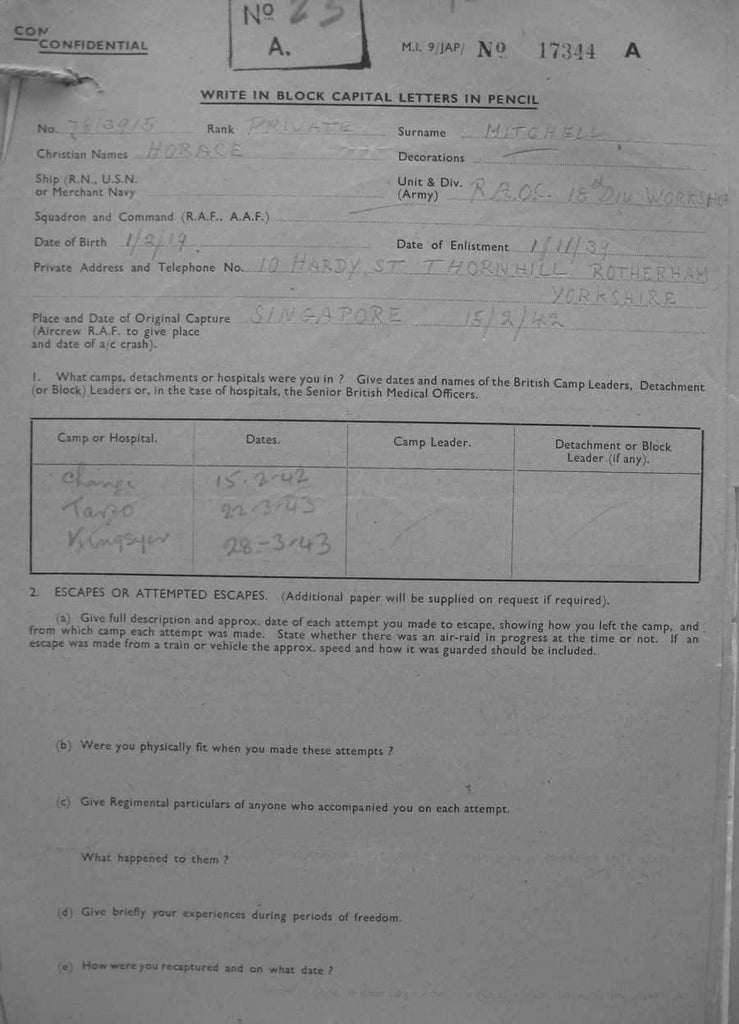 CON
CONFIDENTIAL
Nº 23
A.
M.I. 9/JAP/ Nº 17344 A
WRITE IN BLOCK CAPITAL LETTERS IN PENCIL
No. Rank PRIVATE Surname MITCHELL
Christian Names HORACE Decorations
Ship (R.N., U.S.N. or Merchant Navy
Unit & Div. (Army) R.A.O.C. 18 DIV WORKSHOP
Squadron and Command (R.A.F., A.A.F.)
Date of Birth 1/2/19 Date of Enlistment 1/11/39
Private Address and Telephone No. 10 HARDY ST THORNHILL ROTHERHAM
YORKSHIRE
Place and Date of Original Capture SINGAPORE 15/2/42
(Aircrew R.A.F. to give place
and date of a/c crash).
1. What camps, detachments or hospitals were you in ? Give dates and names of the British Camp Leaders, Detachment
(or Block) Leaders or, in the case of hospitals, the Senior British Medical Officers.
Camp or Hospital. Dates. Camp Leader. Detachment or Block
Leader (if any).
Changi 15-2-42
22-3-43
28-3-43
2. ESCAPES OR ATTEMPTED ESCAPES. (Additional paper will be supplied on request if required).
(a) Give full description and approx. date of each attempt you made to escape, showing how you left the camp, and
from which camp each attempt was made. State whether there was an air-raid in progress at the time or not. If an
escape was made from a train or vehicle the approx. speed and how it was guarded should be included.
(b) Were you physically fit when you made these attempts ?
(c) Give Regimental particulars of anyone who accompanied you on each attempt.
What happened to them ?
(d) Give briefly your experiences during periods of freedom.
(e) How were you recaptured and on what date ?